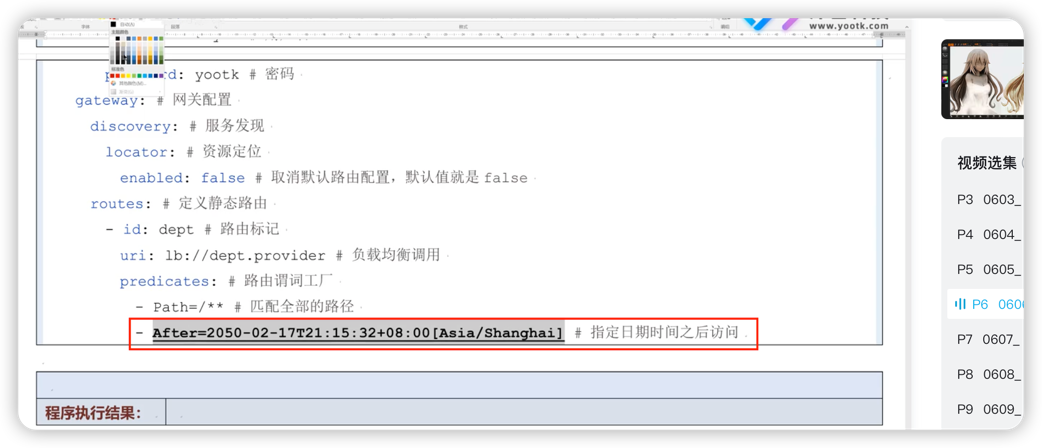 www.yootk.com
d: yootk # 密码
gateway: # 网关配置
discovery: # 服务发现
locator: # 资源定位
enabled: false # 取消默认路由配置，默认值就是 false
routes: # 定义静态路由
- id: dept # 路由标记
uri: lb://dept.provider # 负载均衡调用
predicates: # 路由谓词工厂
- Path=/** # 匹配全部的路径
- After=2050-02-17T21:15:32+08:00[Asia/Shanghai] # 指定日期时间之后访问
程序执行结果：
视频选集
P3 0603_
P4 0604_
P5 0605_
P6 060
P7 0607_
P8 0608_
P9 0609_